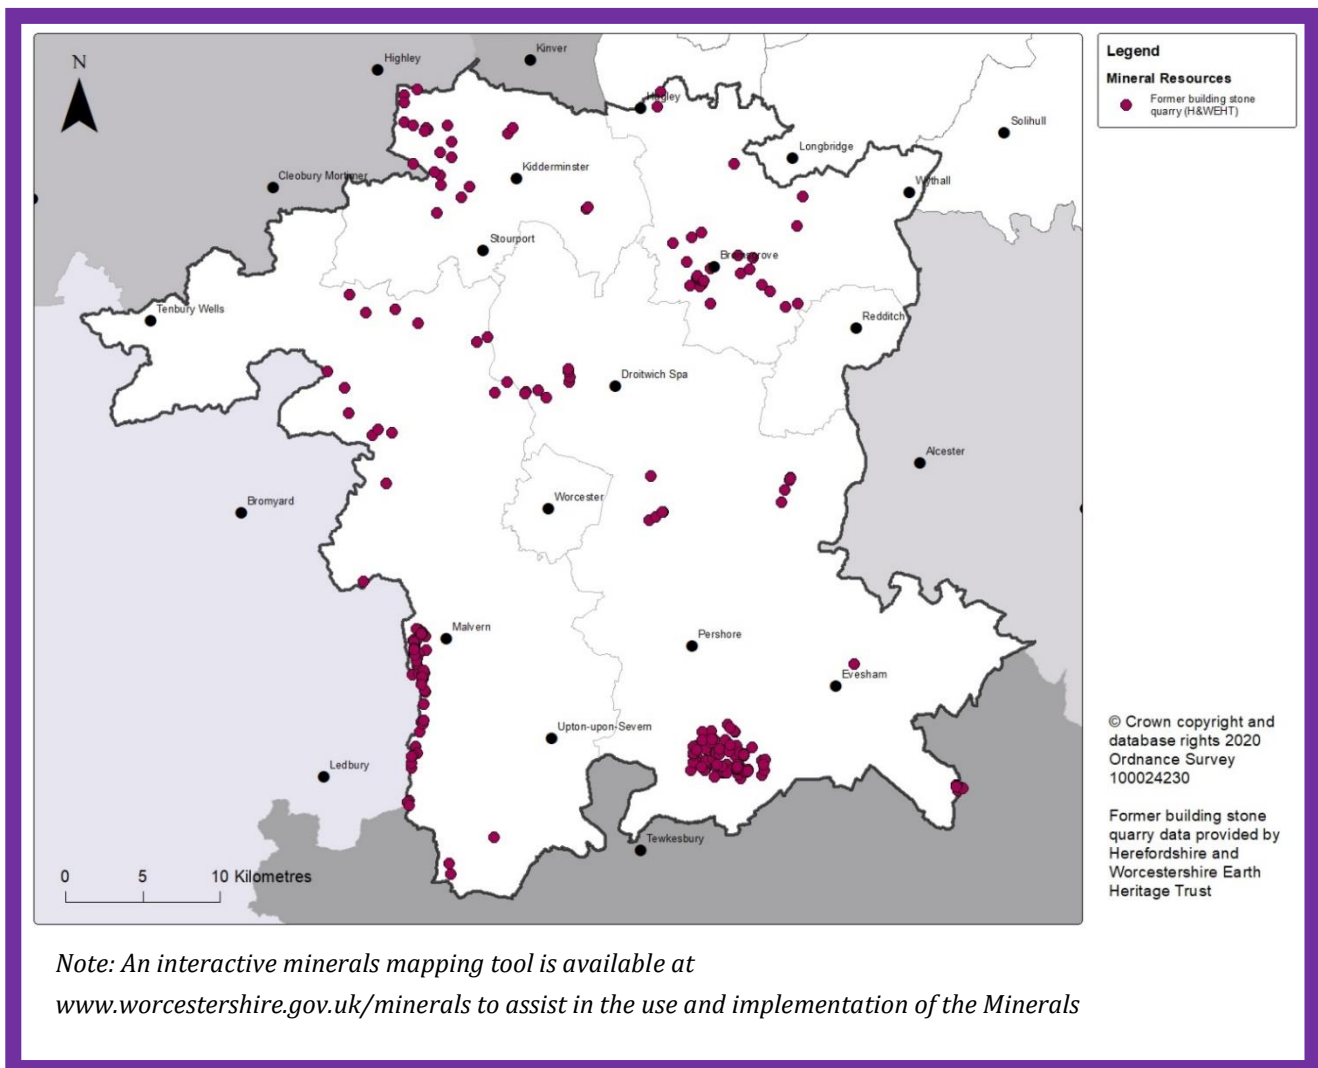 N
Highley
Kinver
Hagley
Solihull
Longbridge
Kidderminster
Cleobury Mortimer
Wythall
Stourport
Bromsgrove
Tenbury Wells
Redditch
Droitwich Spa
Alcester
Bromyard
Worcester
Malvern
Pershore
Evesham
Upton-upon-Severn
Ledbury
Tewkesbury
0 5 10 Kilometres
Legend
Mineral Resources
Former building stone
quarry (H&WEHT)
© Crown copyright and
database rights 2020
Ordnance Survey
100024230
Former building stone
quarry data provided by
Herefordshire and
Worcestershire Earth
Heritage Trust
Note: An interactive minerals mapping tool is available at
www.worcestershire.gov.uk/minerals to assist in the use and implementation of the Minerals